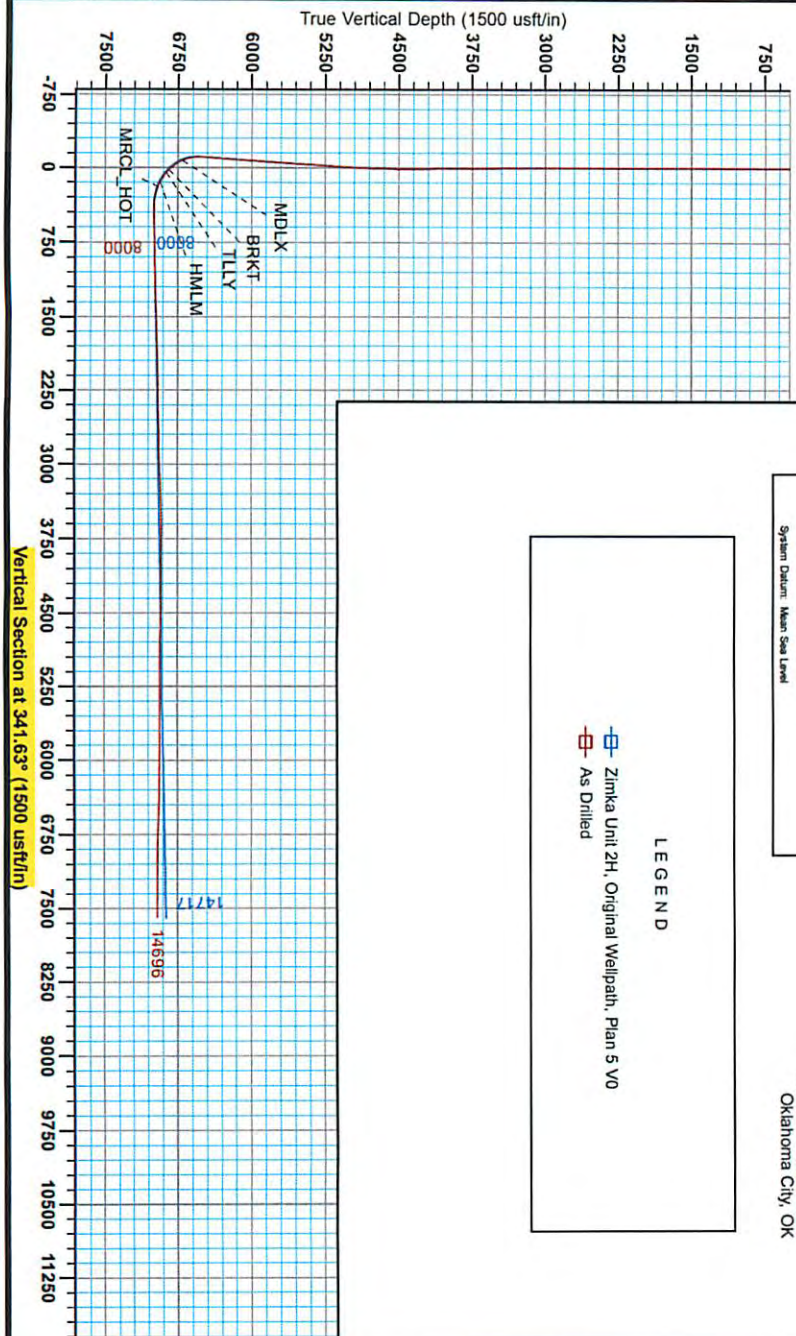 True Vertical Depth (1500 usft/in)
750
1500
2250
3000
3750
4500
5250
6000
6750
7500
-750
0
750
1500
2250
3000
3750
4500
5250
6000
6750
7500
8250
9000
9750
10500
11250
Vertical Section at 341.63° (1500 usft/in)
MDLX
BRKT
TLLY
HMLM
MRCL_HOT
8000
8000
14717
14696
System Datum: Mean Sea Level
Oklahoma City, OK
LEGEND
Zimka Unit 2H, Original Wellpath, Plan 5 V0
As Drilled